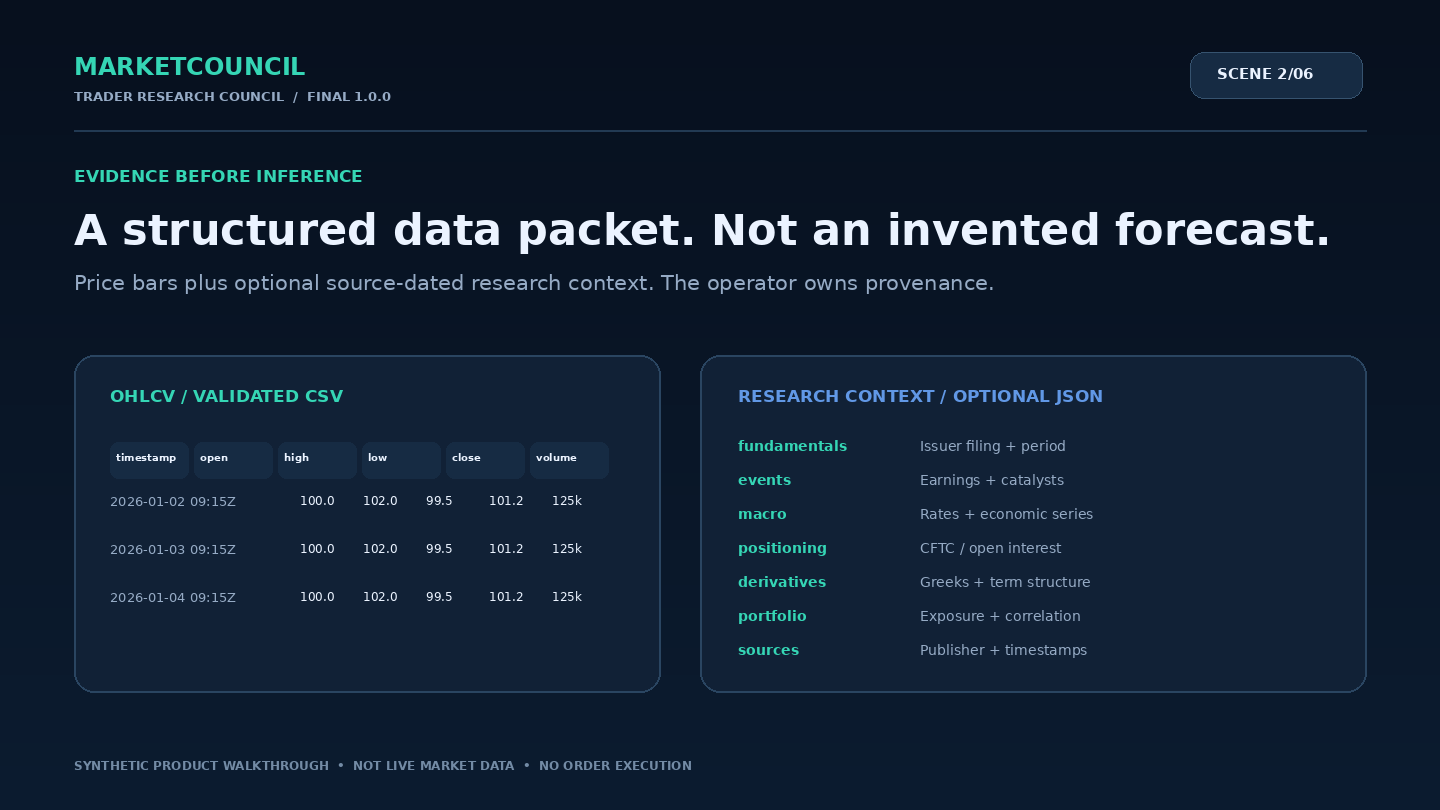 MARKETCOUNCIL
TRADER RESEARCH COUNCIL / FINAL 1.0.0
SCENE 2/06
EVIDENCE BEFORE INFERENCE
A structured data packet. Not an invented forecast.
Price bars plus optional source-dated research context. The operator owns provenance.
OHLCV / VALIDATED CSV
timestamp open high low close volume
2026-01-02 09:15Z 100.0 102.0 99.5 101.2 125k
2026-01-03 09:15Z 100.0 102.0 99.5 101.2 125k
2026-01-04 09:15Z 100.0 102.0 99.5 101.2 125k
RESEARCH CONTEXT / OPTIONAL JSON
fundamentals Issuer filing + period
events Earnings + catalysts
macro Rates + economic series
positioning CFTC / open interest
derivatives Greeks + term structure
portfolio Exposure + correlation
sources Publisher + timestamps
SYNTHETIC PRODUCT WALKTHROUGH • NOT LIVE MARKET DATA • NO ORDER EXECUTION